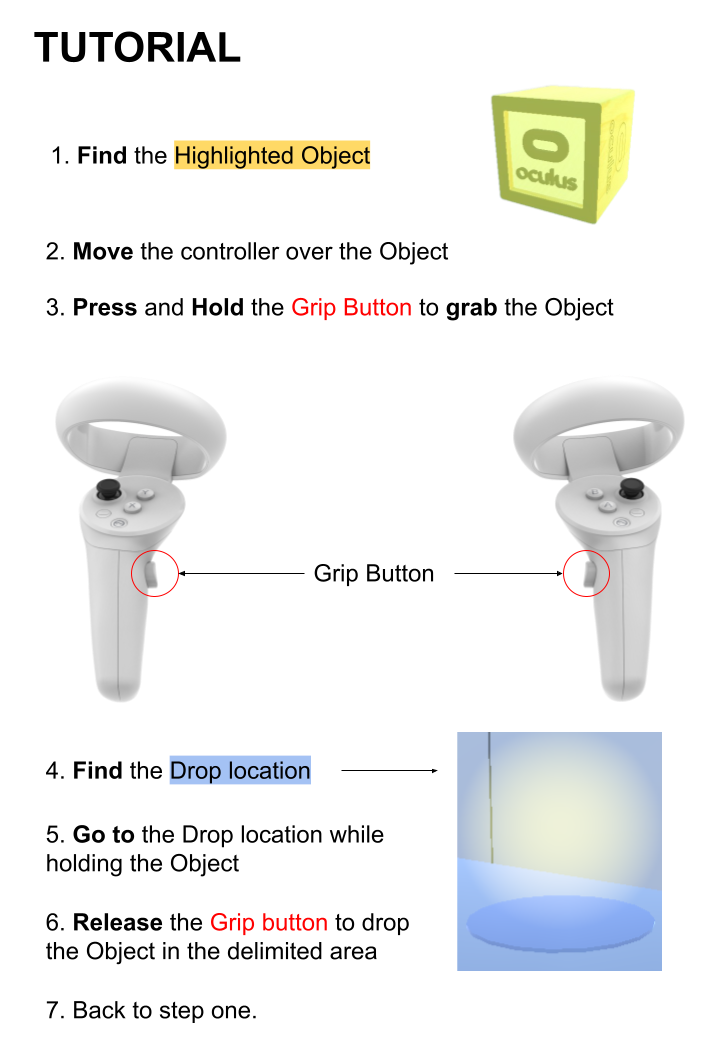 TUTORIAL
oculus
1. Find the Highlighted Object
2. Move the controller over the Object
3. Press and Hold the Grip Button to grab the Object
Y
X
B
A
Grip Button
4. Find the Drop location
5. Go to the Drop location while
holding the Object
6. Release the Grip button to drop
the Object in the delimited area
7. Back to step one.